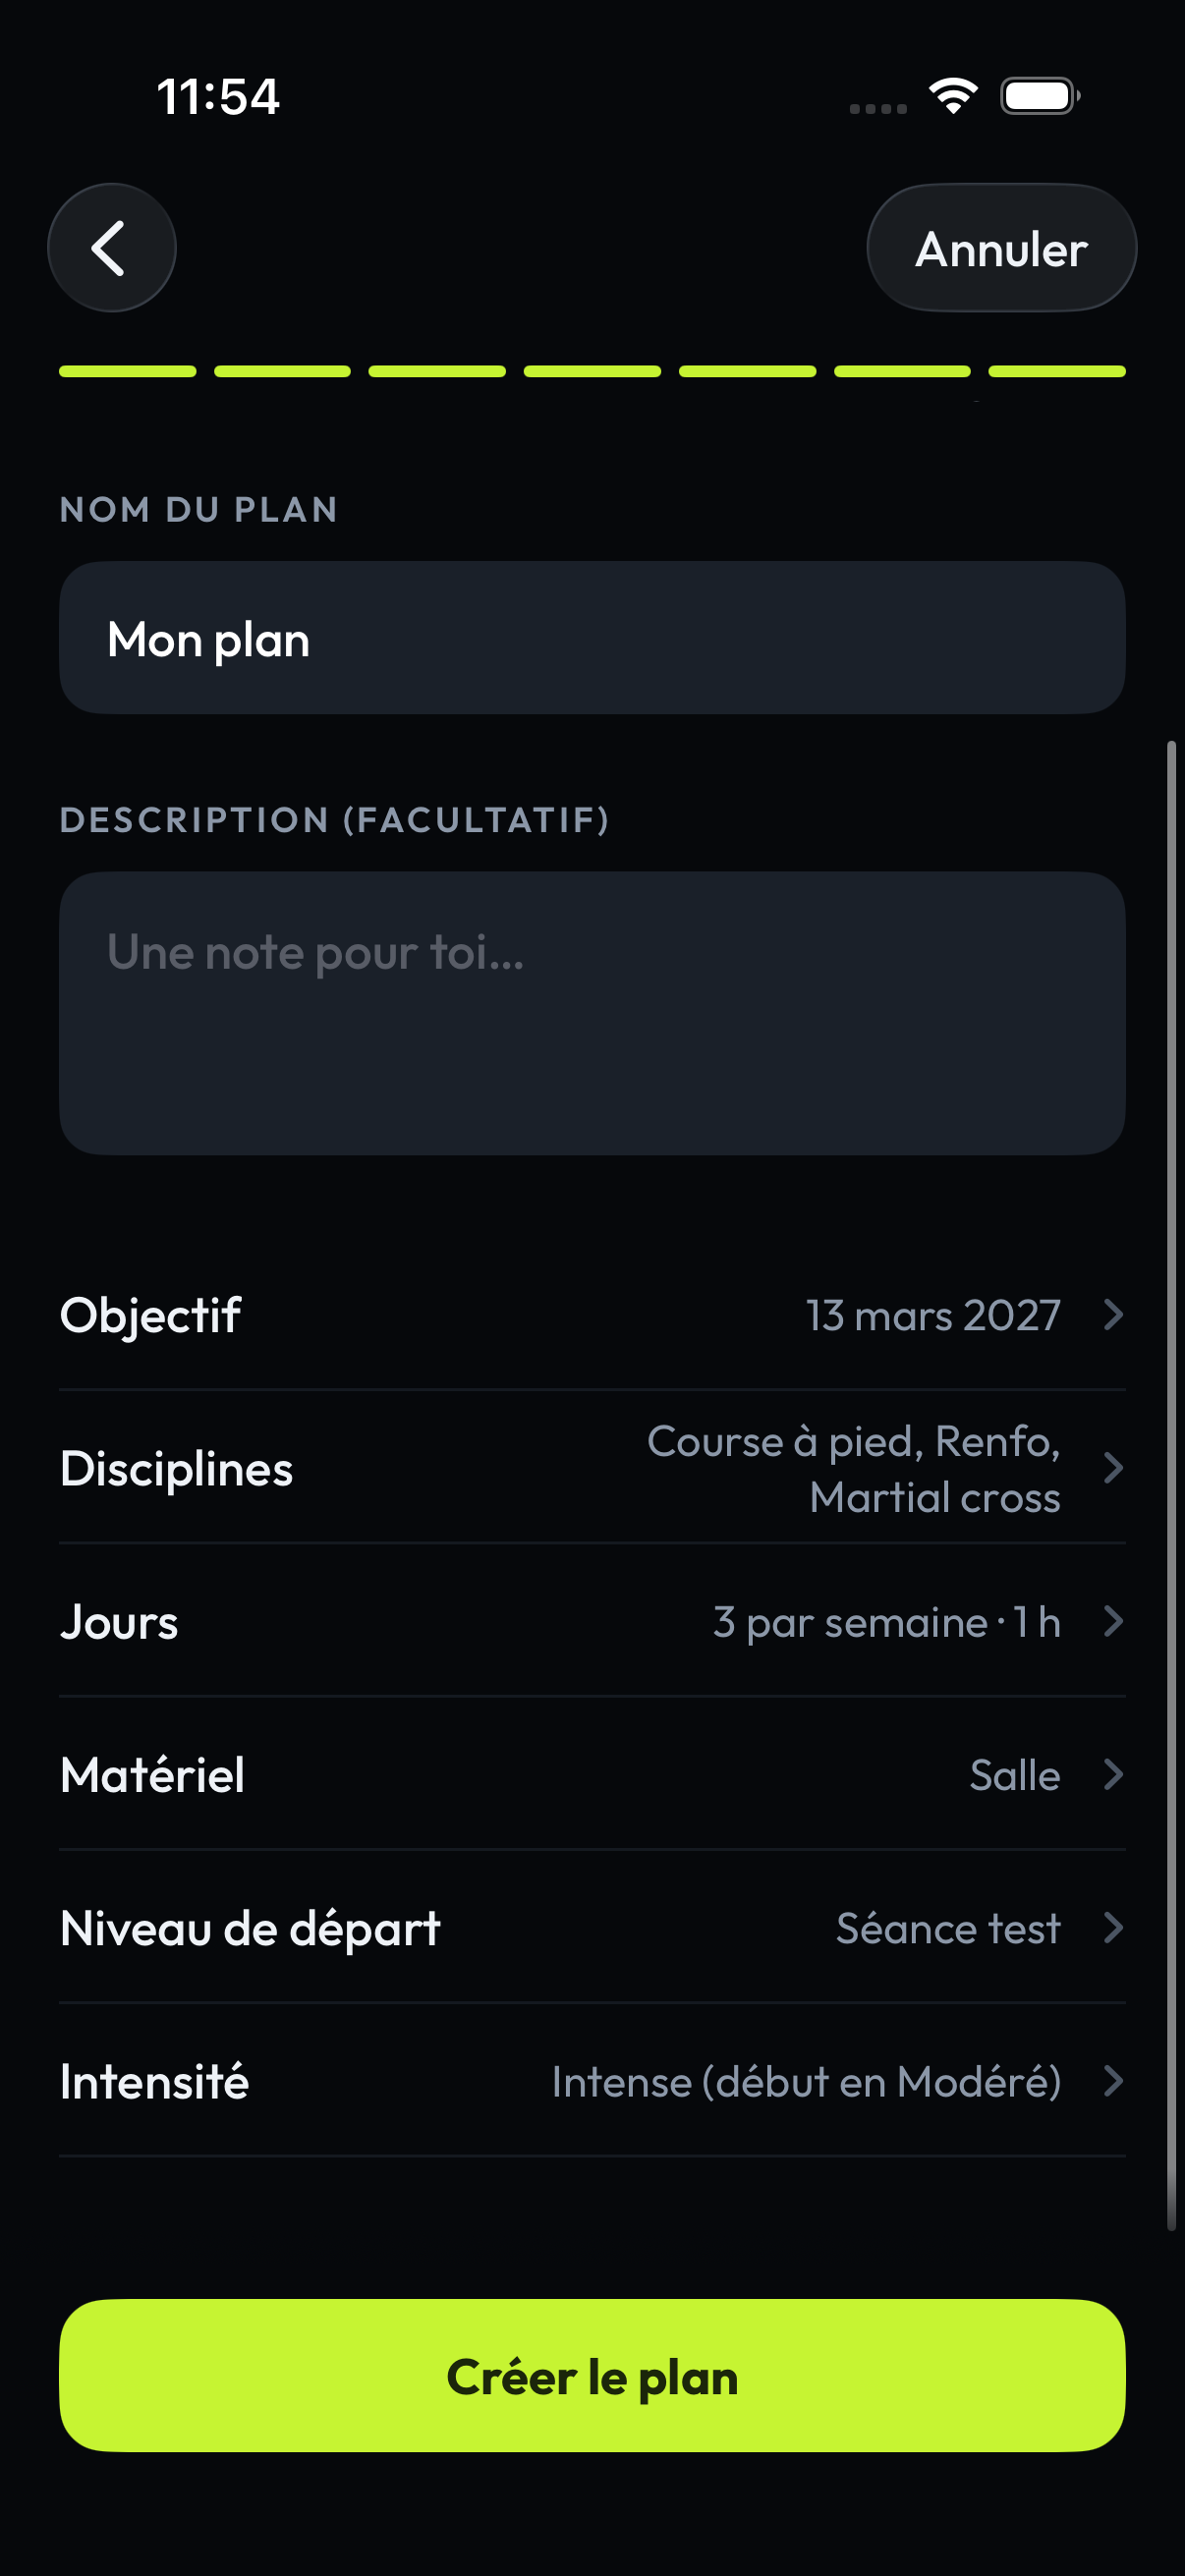 11:54
Annuler
NOM DU PLAN
Mon plan
DESCRIPTION (FACULTATIF)
Une note pour toi...
Objectif
13 mars 2027
Disciplines
Course à pied, Renfo,
Martial cross
Jours
3 par semaine · 1 h
Matériel
Salle
Niveau de départ
Séance test
Intensité
Intense (début en Modéré)
Créer le plan